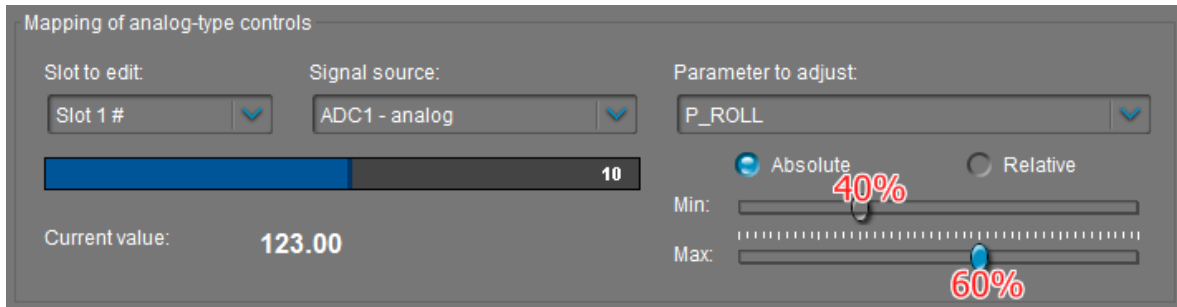 Mapping of analog-type controls
Slot to edit:
Signal source:
Parameter to adjust:
Slot 1 #
ADC1 - analog
P_ROLL
10
Absolute
Relative
40%
Min:
Current value:
123.00
Max:
60%